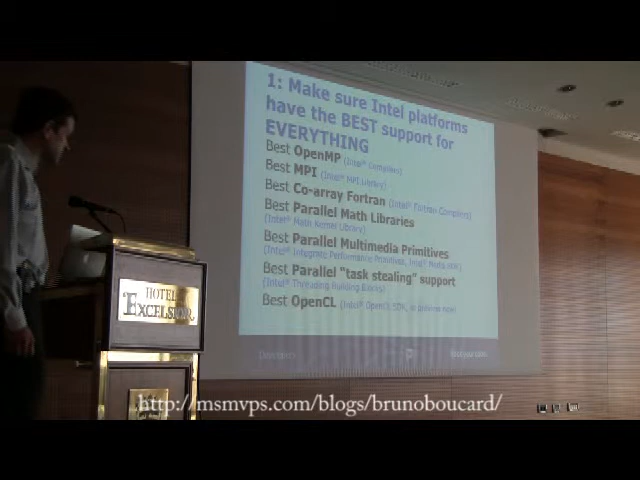 1: Make sure Intel platforms
have the BEST support for
EVERYTHING
Best OpenMP (Intel® Compilers)
Best MPI (Intel® MPI Library)
Best Co-array Fortran (Intel® Fortran Compilers)
Best Parallel Math Libraries
(Intel® Math Kernel Library)
Best Parallel Multimedia Primitives
(Intel® Integrate Performance Primitives, Intel® Media SDK)
Best Parallel "task stealing" support
(Intel® Threading Building Blocks)
Best OpenCL (Intel® OpenCL SDK, in preview now)
HOTEL
EXCELSIOR
http://msmvps.com/blogs/brunoboucard/